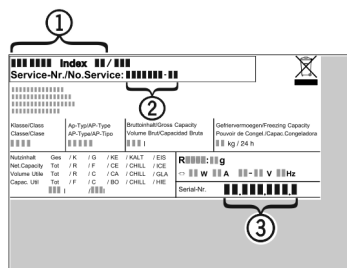 1
Index /
Service-Nr./No.Service: -
2
Klasse/Class Ap-Typ/AP-Type Bruttoinhalt/Gross Capacity Gefriervermoegen/Freezing Capacity
Classe/Clase AP-Type/AP-Tipo Volume Brut/Capacidad Brute Pouvoir de Congel./Capac.Congeladora
l kg / 24 h
Nutzinhalt Ges / K / G / KE / KALT / EIS
Net.Capacity Tot / R / F / CE / CHILL / ICE
Volume Utile Tot / R / C / CA / CHILL / GLA
Capac. Util Tot / F / C / BO / CHILL / HIE
l /
R : g
W A - V Hz
Serial-Nr. . . .
3